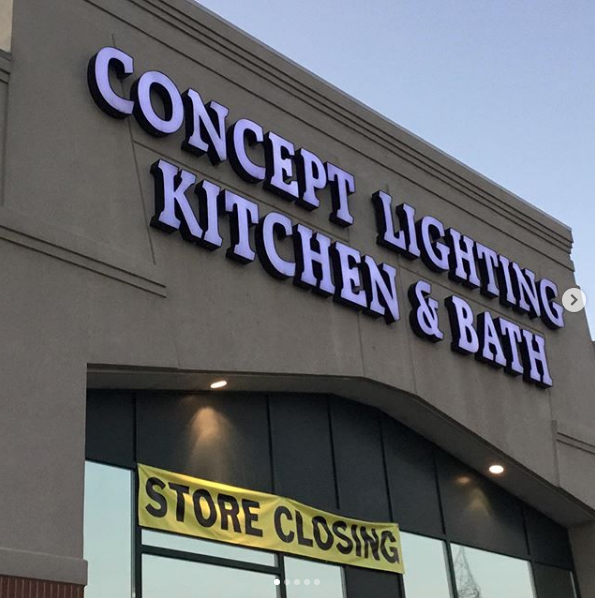 CONCEPT LIGHTING
KITCHEN & BATH
STORE CLOSING